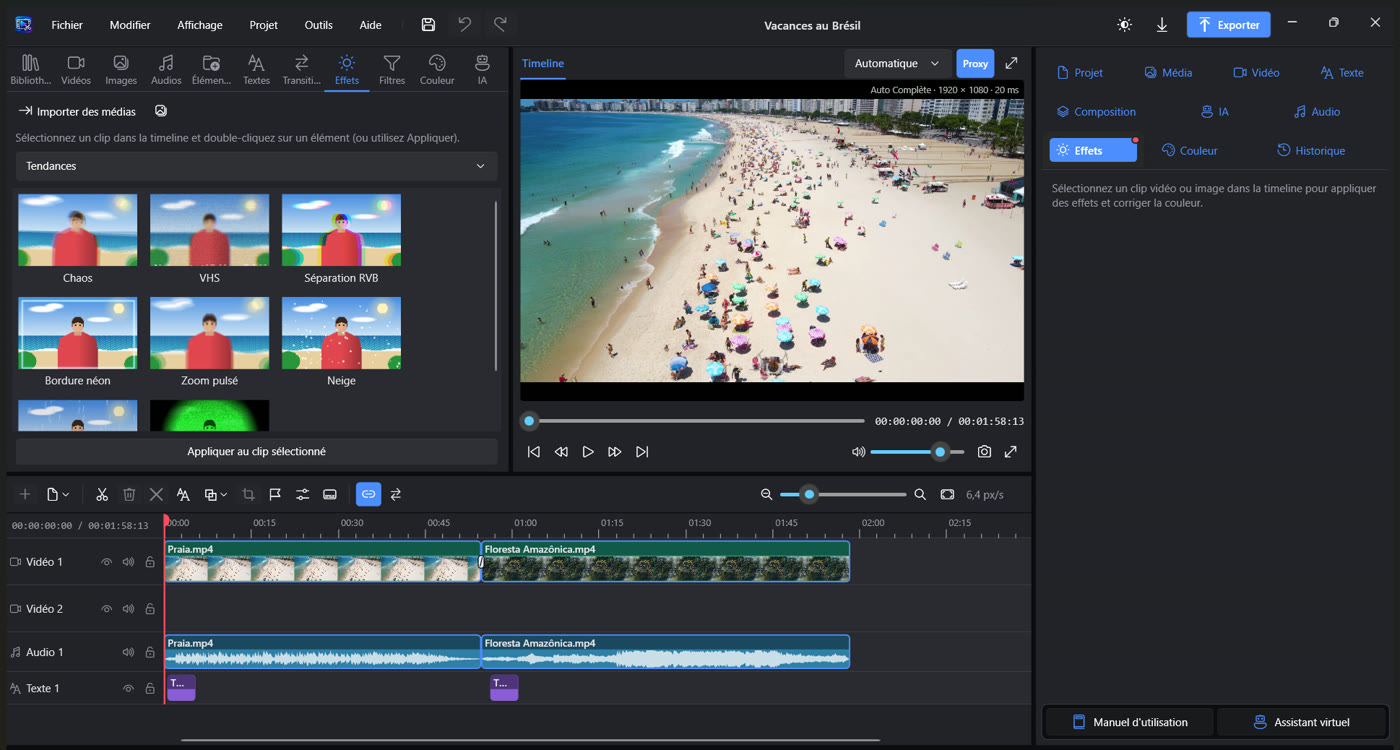 Fichier Modifier Affichage Projet Outils Aide
Vacances au Brésil
Exporter
Biblioth... Vidéos Images Audios Élémen... Textes Transiti... Effets Filtres Couleur IA
Importer des médias
Sélectionnez un clip dans la timeline et double-cliquez sur un élément (ou utilisez Appliquer).
Tendances
Chaos VHS Séparation RVB
Bordure néon Zoom pulsé Neige
Appliquer au clip sélectionné
Timeline
Automatique Proxy
Auto Complète · 1920 × 1080 · 20 ms
00:00:00:00 / 00:01:58:13
Projet Média Vidéo Texte
Composition IA Audio
Effets Couleur Historique
Sélectionnez un clip vidéo ou image dans la timeline pour appliquer
des effets et corriger la couleur.
6,4 px/s
00:00:00:00 / 00:01:58:13
00:00 00:15 00:30 00:45 01:00 01:15 01:30 01:45 02:00 02:15
Vidéo 1
Praia.mp4 Floresta Amazônica.mp4
Vidéo 2
Audio 1
Praia.mp4 Floresta Amazônica.mp4
Texte 1
T... T...
Manuel d'utilisation Assistant virtuel